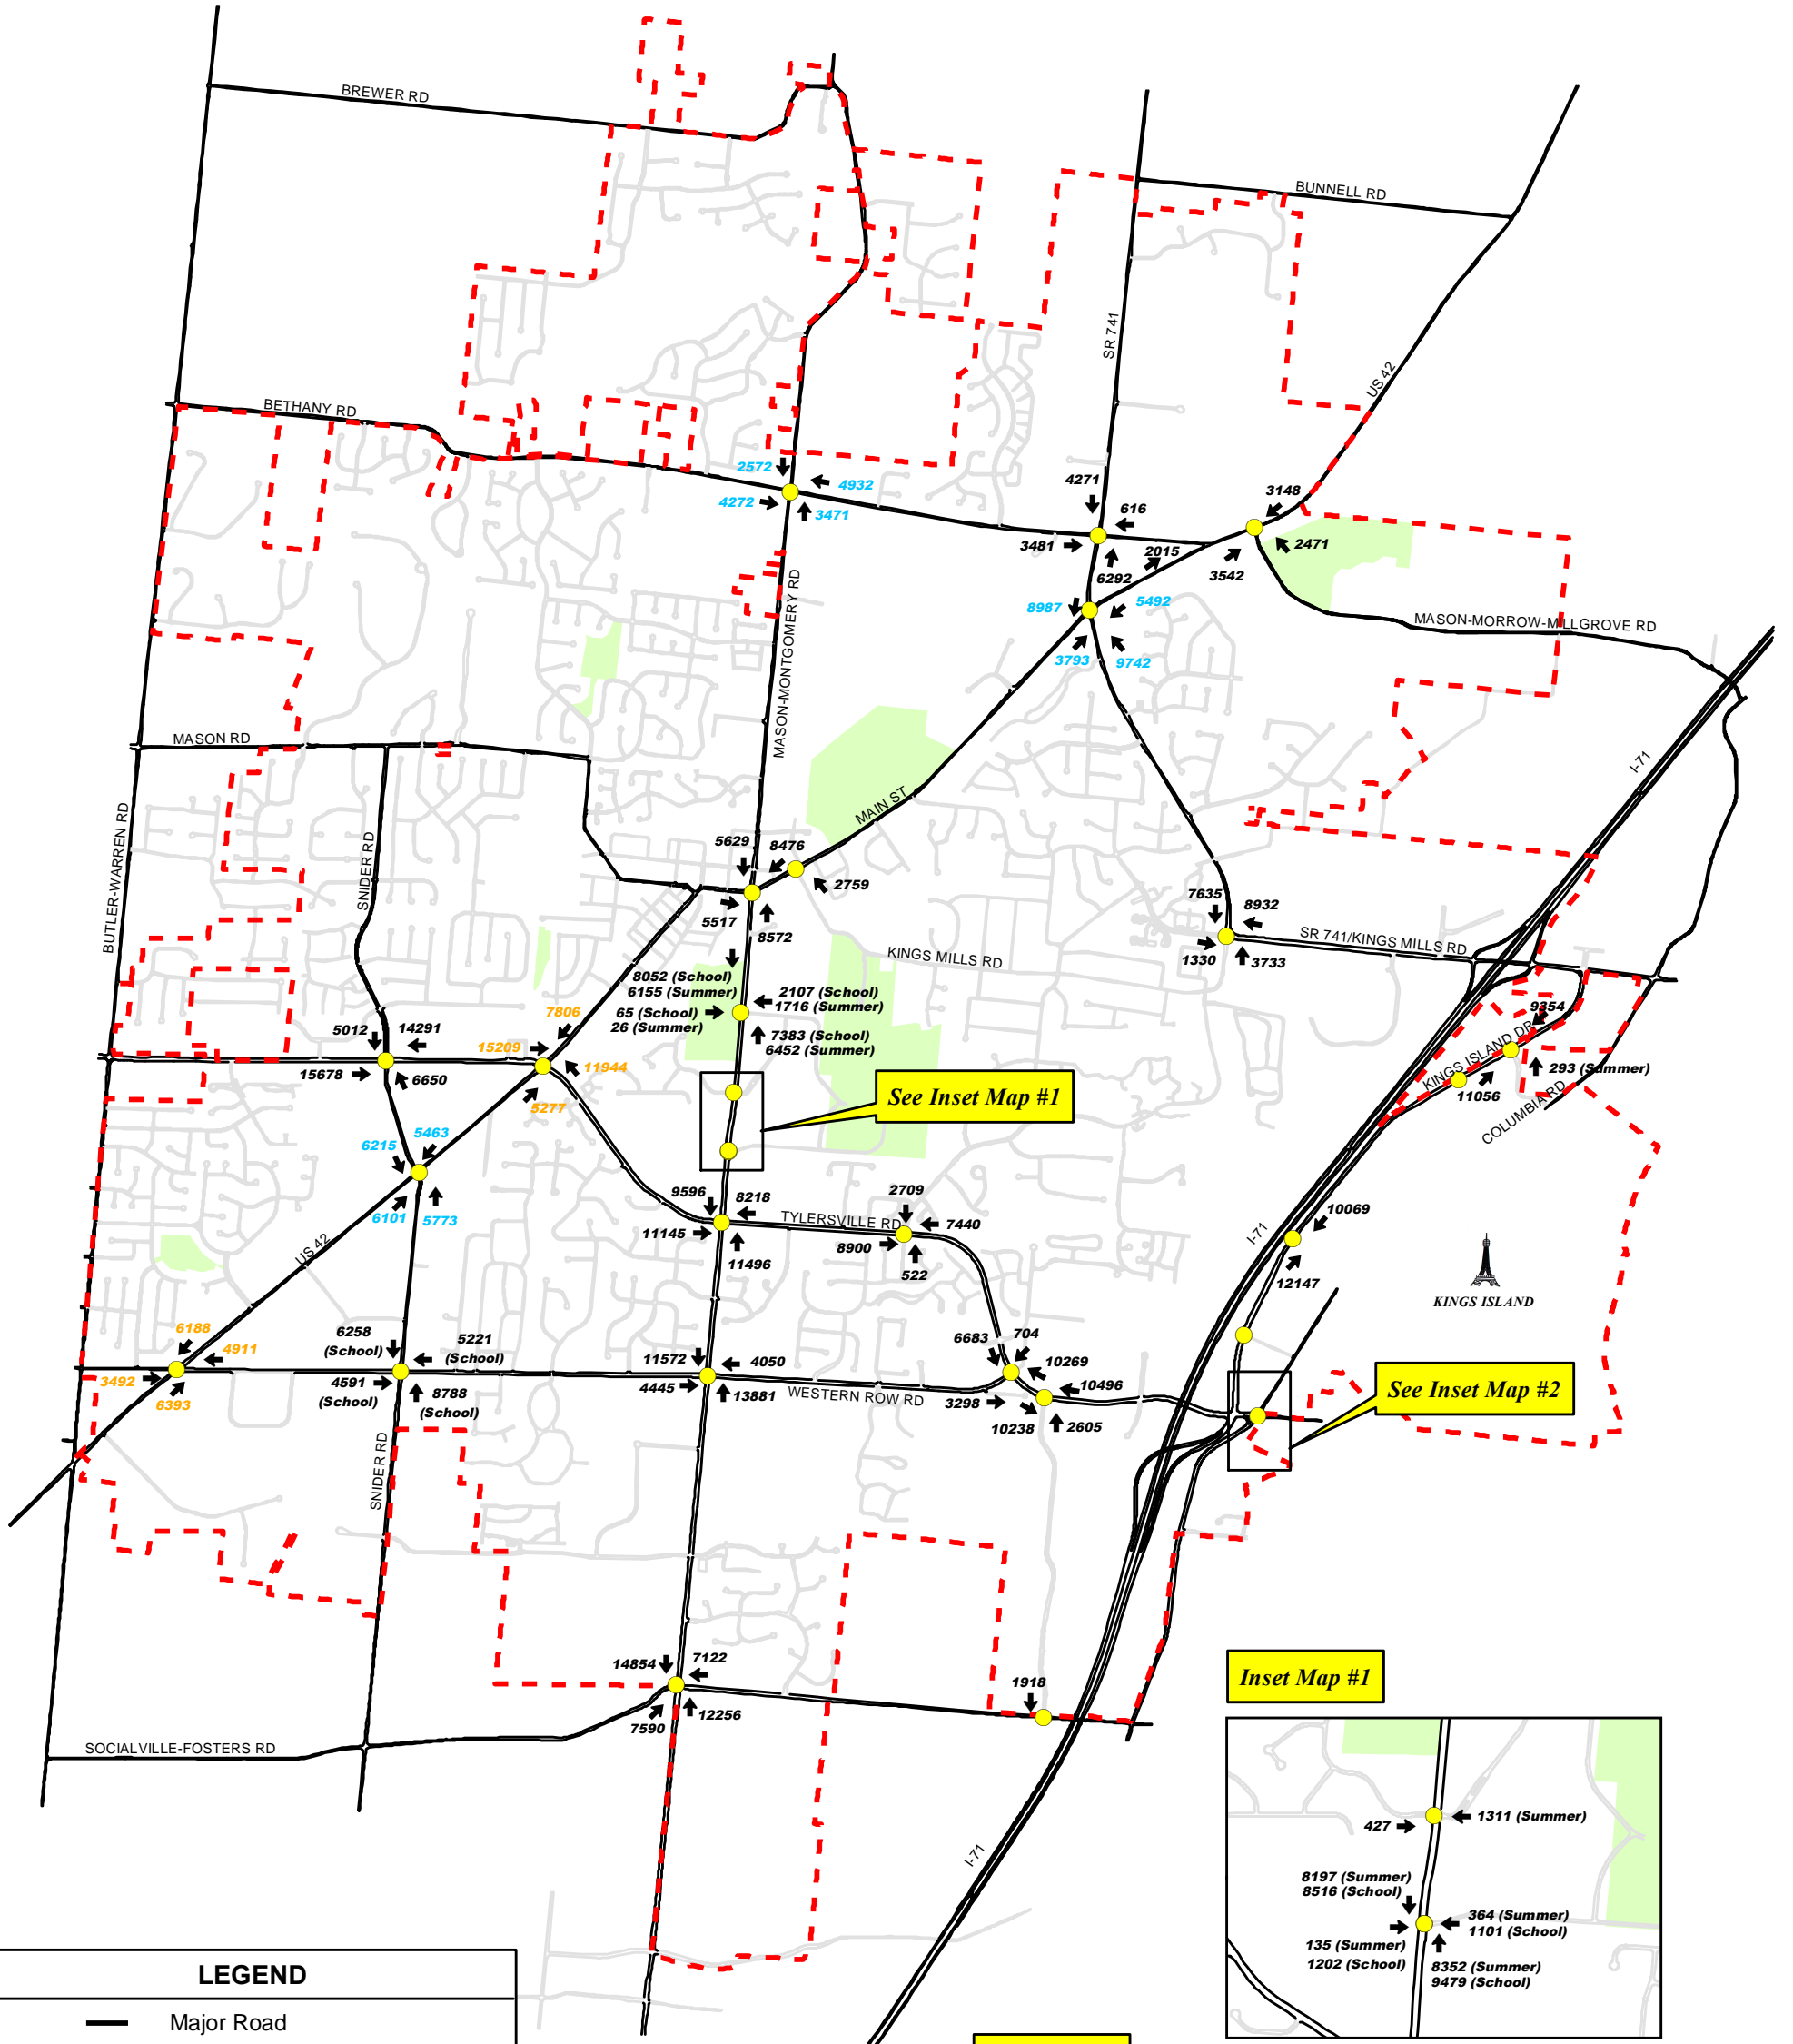 BREWER RD
BUNNELL RD
SR 741
US 42
BETHANY RD
2572
4932
4272
3471
4271
616
3148
3481
2015
2471
6292
3542
8987
5492
3793
9742
MASON-MORROW-MILLGROVE RD
MASON-MONTGOMERY RD
MASON RD
I-71
MAIN ST
BUTLER-WARREN RD
SNIDER RD
5629
8476
2759
5517
8572
7635
8932
1330
3733
SR 741/KINGS MILLS RD
KINGS MILLS RD
8052 (School)
6155 (Summer)
2107 (School)
1716 (Summer)
65 (School)
26 (Summer)
7383 (School)
6452 (Summer)
7806
5012
14291
15209
11944
15678
6650
5277
9354
KINGS ISLAND DR
293 (Summer)
11056
COLUMBIA RD
See Inset Map #1
6215
5463
6101
5773
9596
8218
TYLERSVILLE RD
2709
7440
11145
8900
11496
522
US 42
I-71
10069
12147
KINGS ISLAND
6188
4911
6258
(School)
5221
(School)
3492
4591
(School)
8788
(School)
6393
11572
4050
4445
13881
WESTERN ROW RD
6683
704
10269
3298
10496
10238
2605
See Inset Map #2
SNIDER RD
14854
7122
7590
12256
1918
SOCIALVILLE-FOSTERS RD
I-71
Inset Map #1
427
1311 (Summer)
8197 (Summer)
8516 (School)
364 (Summer)
1101 (School)
135 (Summer)
1202 (School)
8352 (Summer)
9479 (School)
LEGEND
Major Road